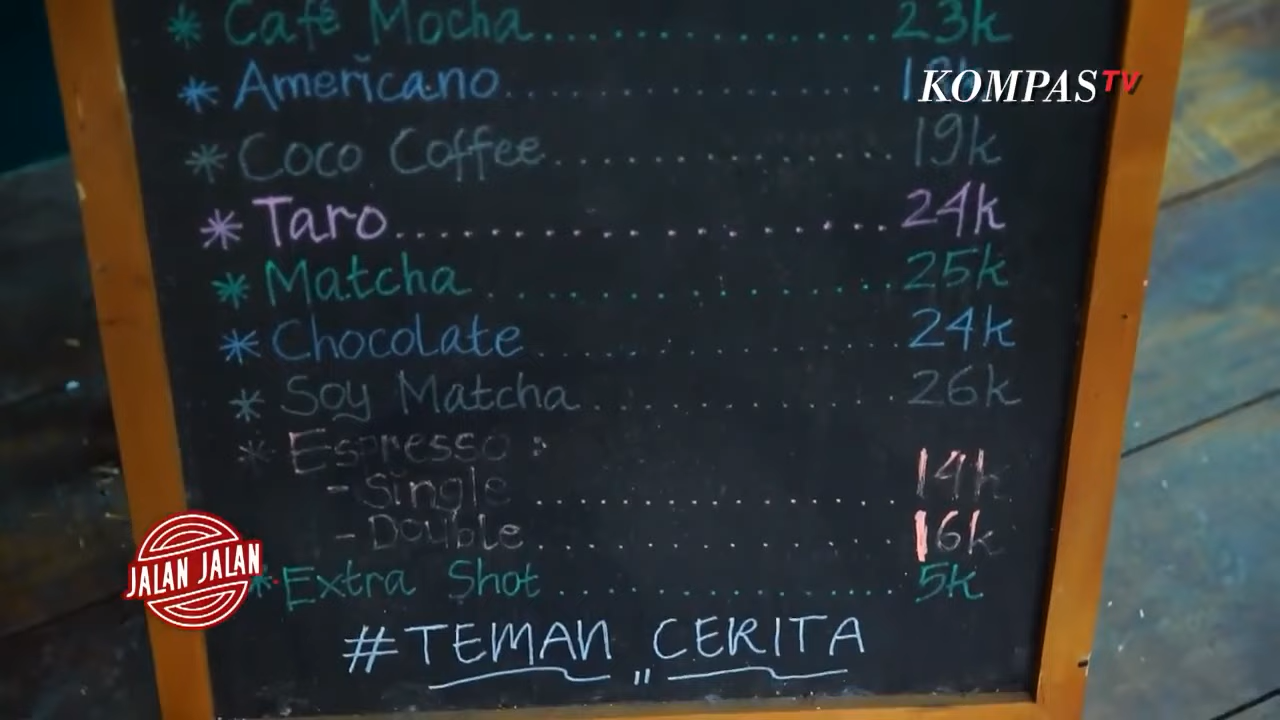 * Café Mocha.............. 23k
KOMPASTV
* Americano..............
* Coco Coffee............ 19k
* Taro.................. 24k
* Matcha................ 25k
* Chocolate............. 24k
* Soy Matcha............ 26k
* Espresso :
- Single ............... 14k
- Double ............... 16k
JALAN JALAN
* Extra Shot ............ 5k
#TEMAN CERITA